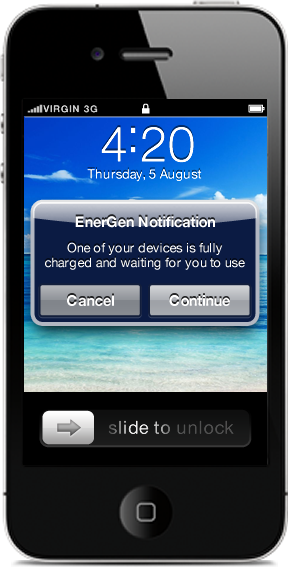 VIRGIN 3G
4:20
Thursday, 5 August
EnerGen Notification
One of your devices is fully
charged and waiting for you to use
Cancel Continue
slide to unlock